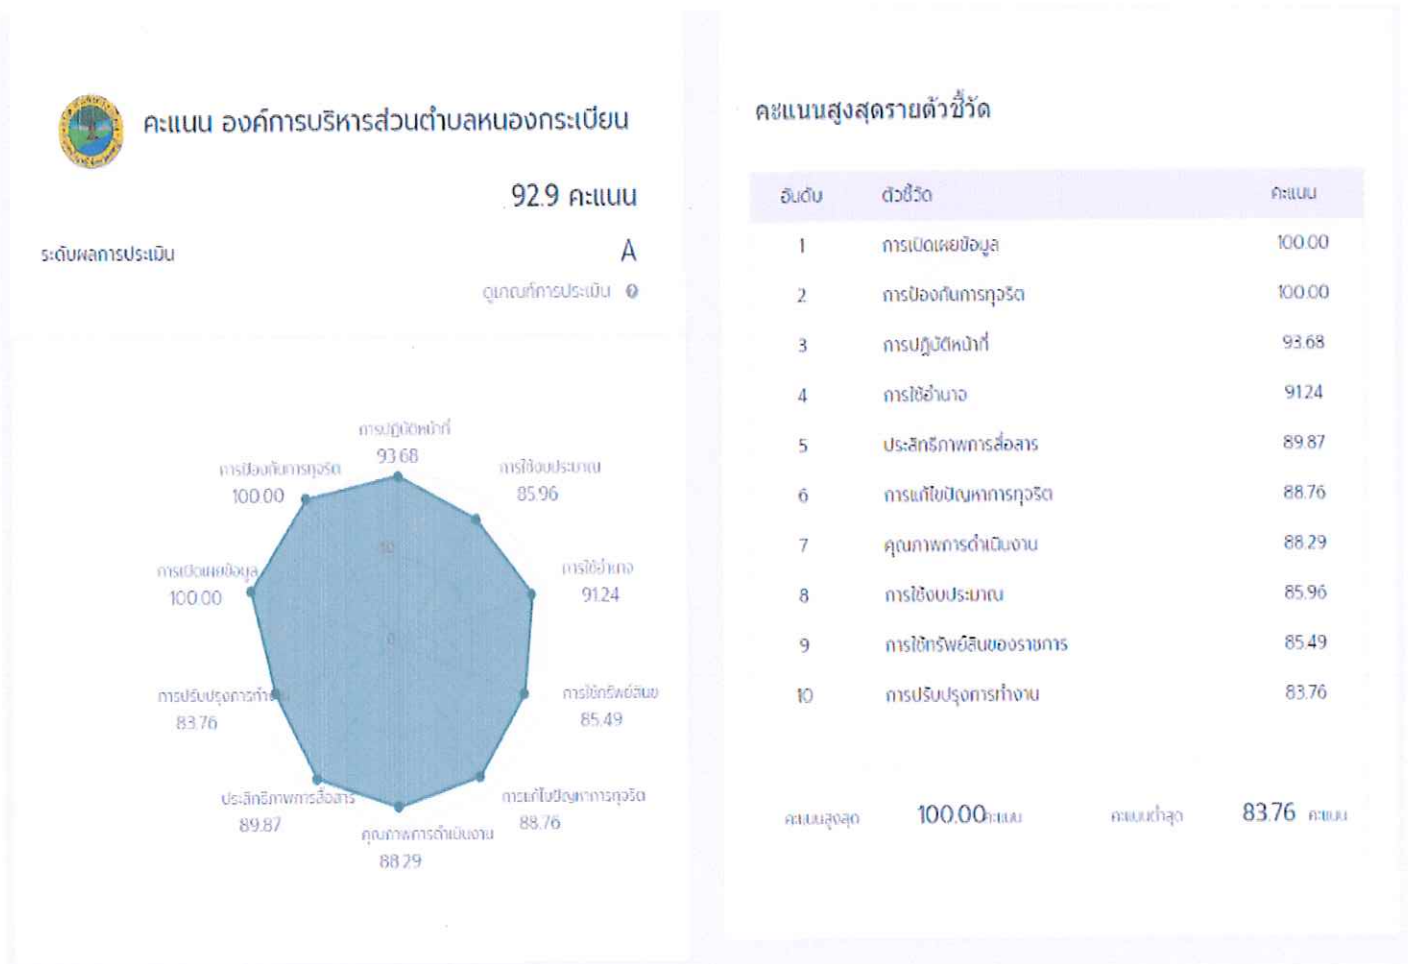 คะแนน องค์การบริหารส่วนตำบลหนองกระเบียน
92.9 คะแนน
ระดับผลการประเมิน
A
ดูเกณฑ์การประเมิน
การปฏิบัติหน้าที่
93.68
การป้องกันการทุจริต
100.00
การใช้งบประมาณ
85.96
10
การเปิดเผยข้อมูล
100.00
การใช้อำนาจ
91.24
0
การปรับปรุงการทำง
83.76
การใช้ทรัพย์สินข
85.49
ประสิทธิภาพการสื่อสาร
89.87
การแก้ไขปัญหาการทุจริต
88.76
คุณภาพการดำเนินงาน
88.29
คะแนนสูงสุดรายตัวชี้วัด
อันดับ ตัวชี้วัด คะแนน
1 การเปิดเผยข้อมูล 100.00
2 การป้องกันการทุจริต 100.00
3 การปฏิบัติหน้าที่ 93.68
4 การใช้อำนาจ 91.24
5 ประสิทธิภาพการสื่อสาร 89.87
6 การแก้ไขปัญหาการทุจริต 88.76
7 คุณภาพการดำเนินงาน 88.29
8 การใช้งบประมาณ 85.96
9 การใช้ทรัพย์สินของราชการ 85.49
10 การปรับปรุงการทำงาน 83.76
คะแนนสูงสุด 100.00 คะแนน คะแนนต่ำสุด 83.76 คะแนน